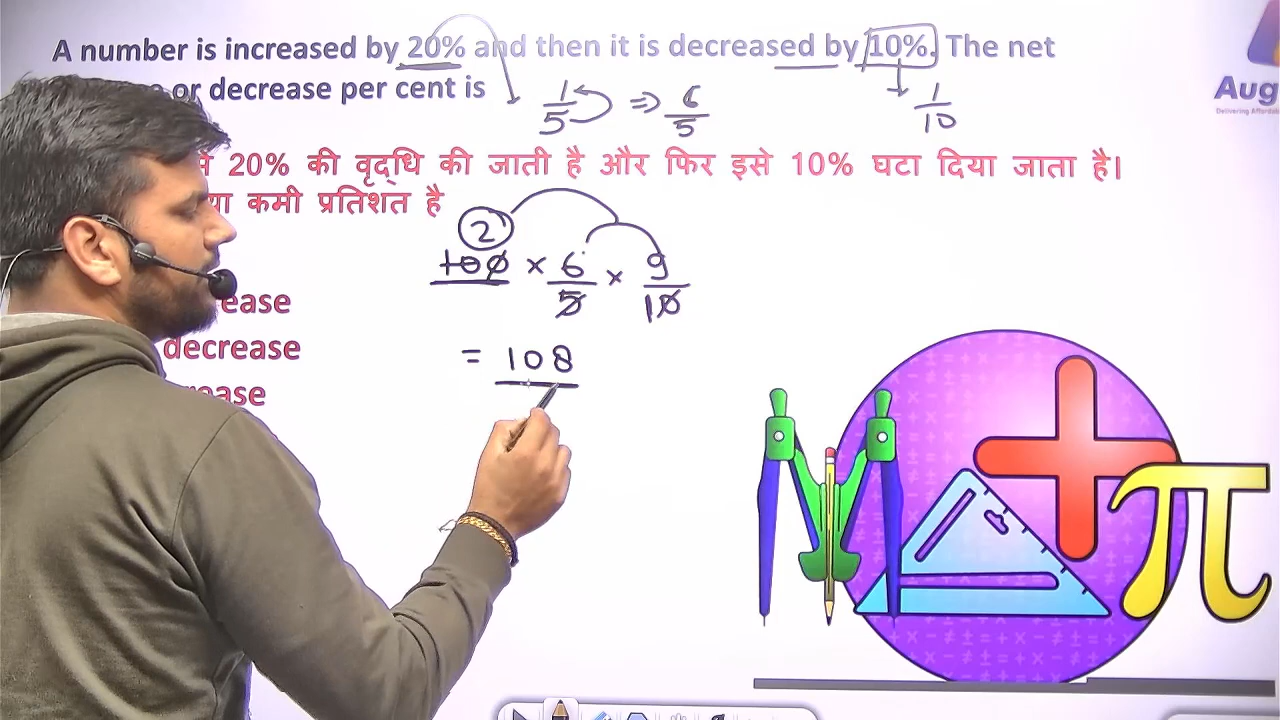 A number is increased by 20% and then it is decreased by 10%. The net
or decrease per cent is
1/5 => 6/5
1/10
20% की वृद्धि की जाती है और फिर इसे 10% घटा दिया जाता है।
या कमी प्रतिशत है
2
100 × 6/5 × 9/10
ease
decrease
= 108
ease
Aug
Delivering Affordab